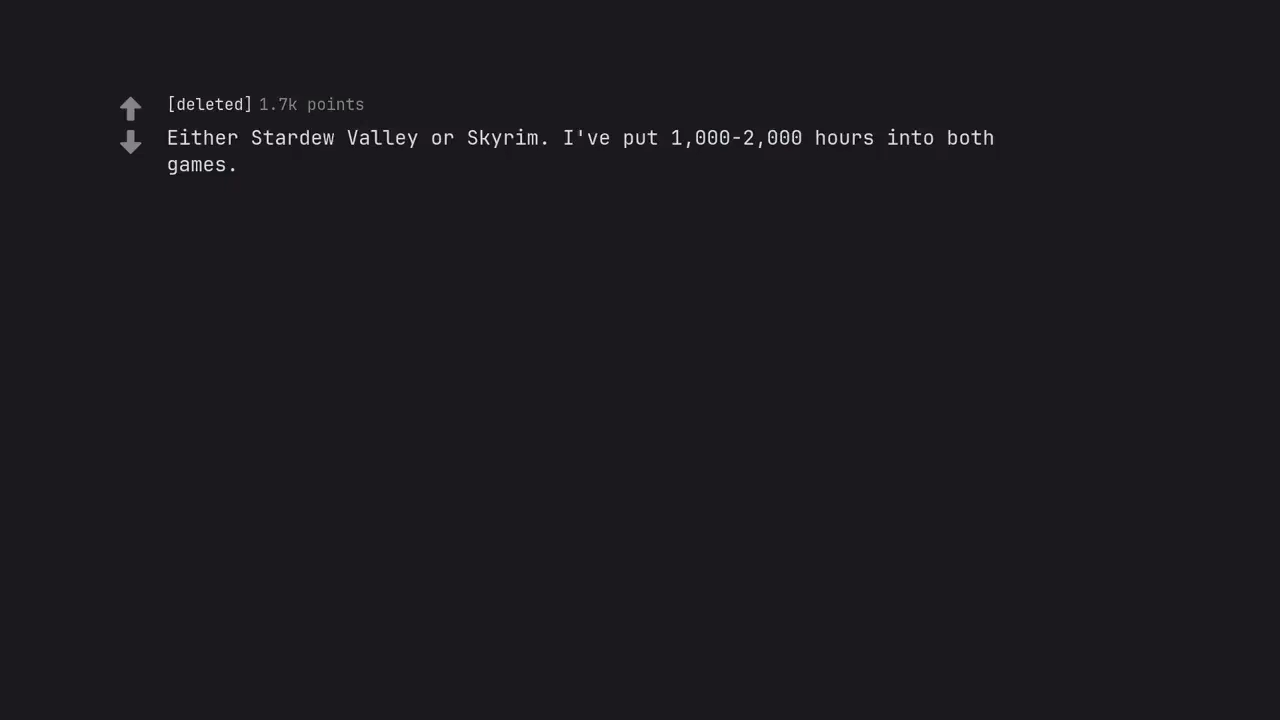 [deleted] 1.7k points
Either Stardew Valley or Skyrim. I've put 1,000-2,000 hours into both
games.